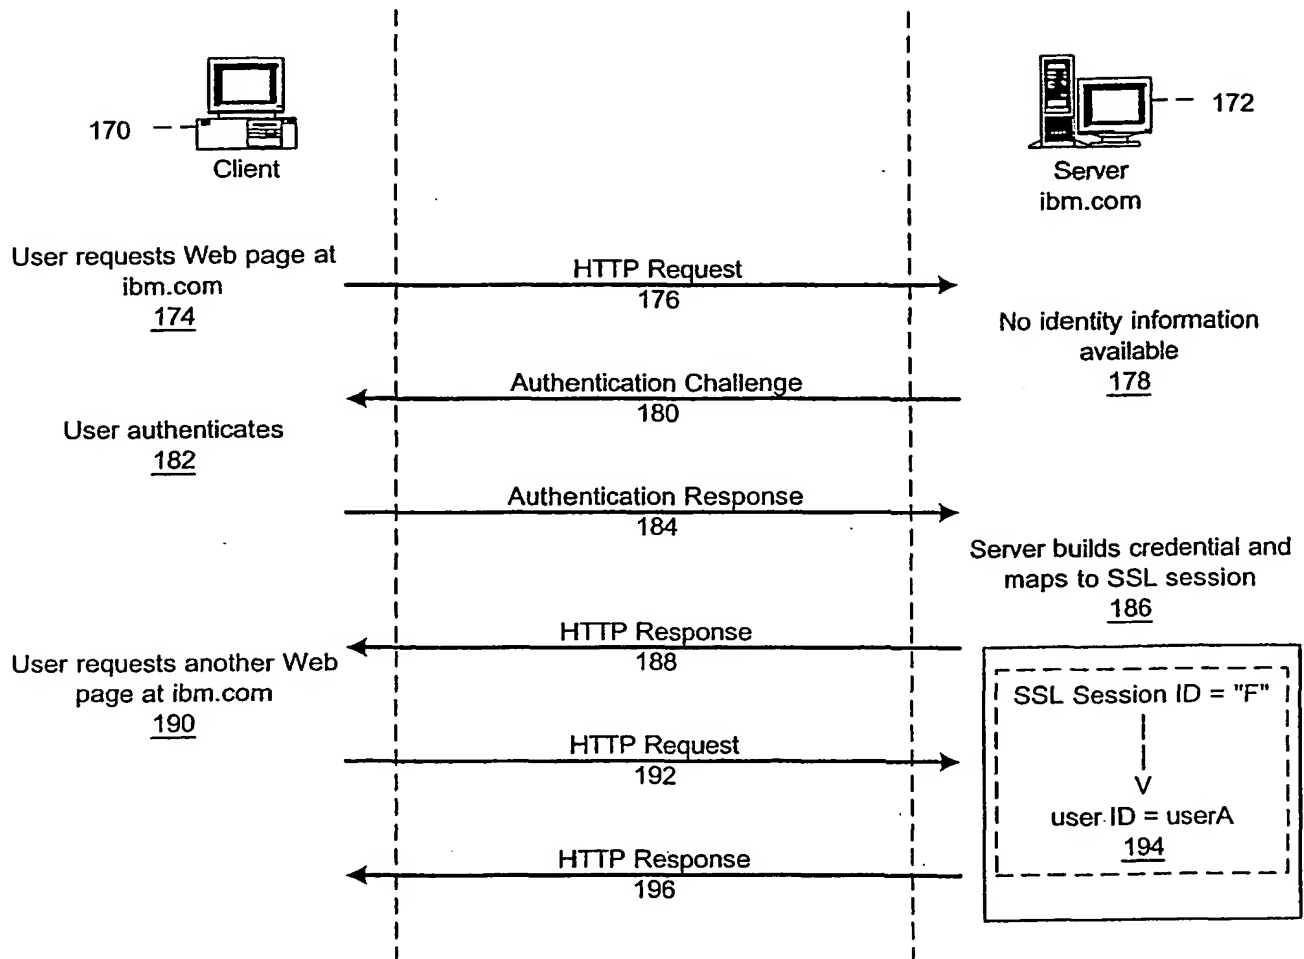 170
Client
172
Server
ibm.com
User requests Web page at
ibm.com
174
HTTP Request
176
No identity information
available
178
Authentication Challenge
180
User authenticates
182
Authentication Response
184
Server builds credential and
maps to SSL session
186
HTTP Response
188
User requests another Web
page at ibm.com
190
SSL Session ID = "F"
V
user ID = userA
194
HTTP Request
192
HTTP Response
196